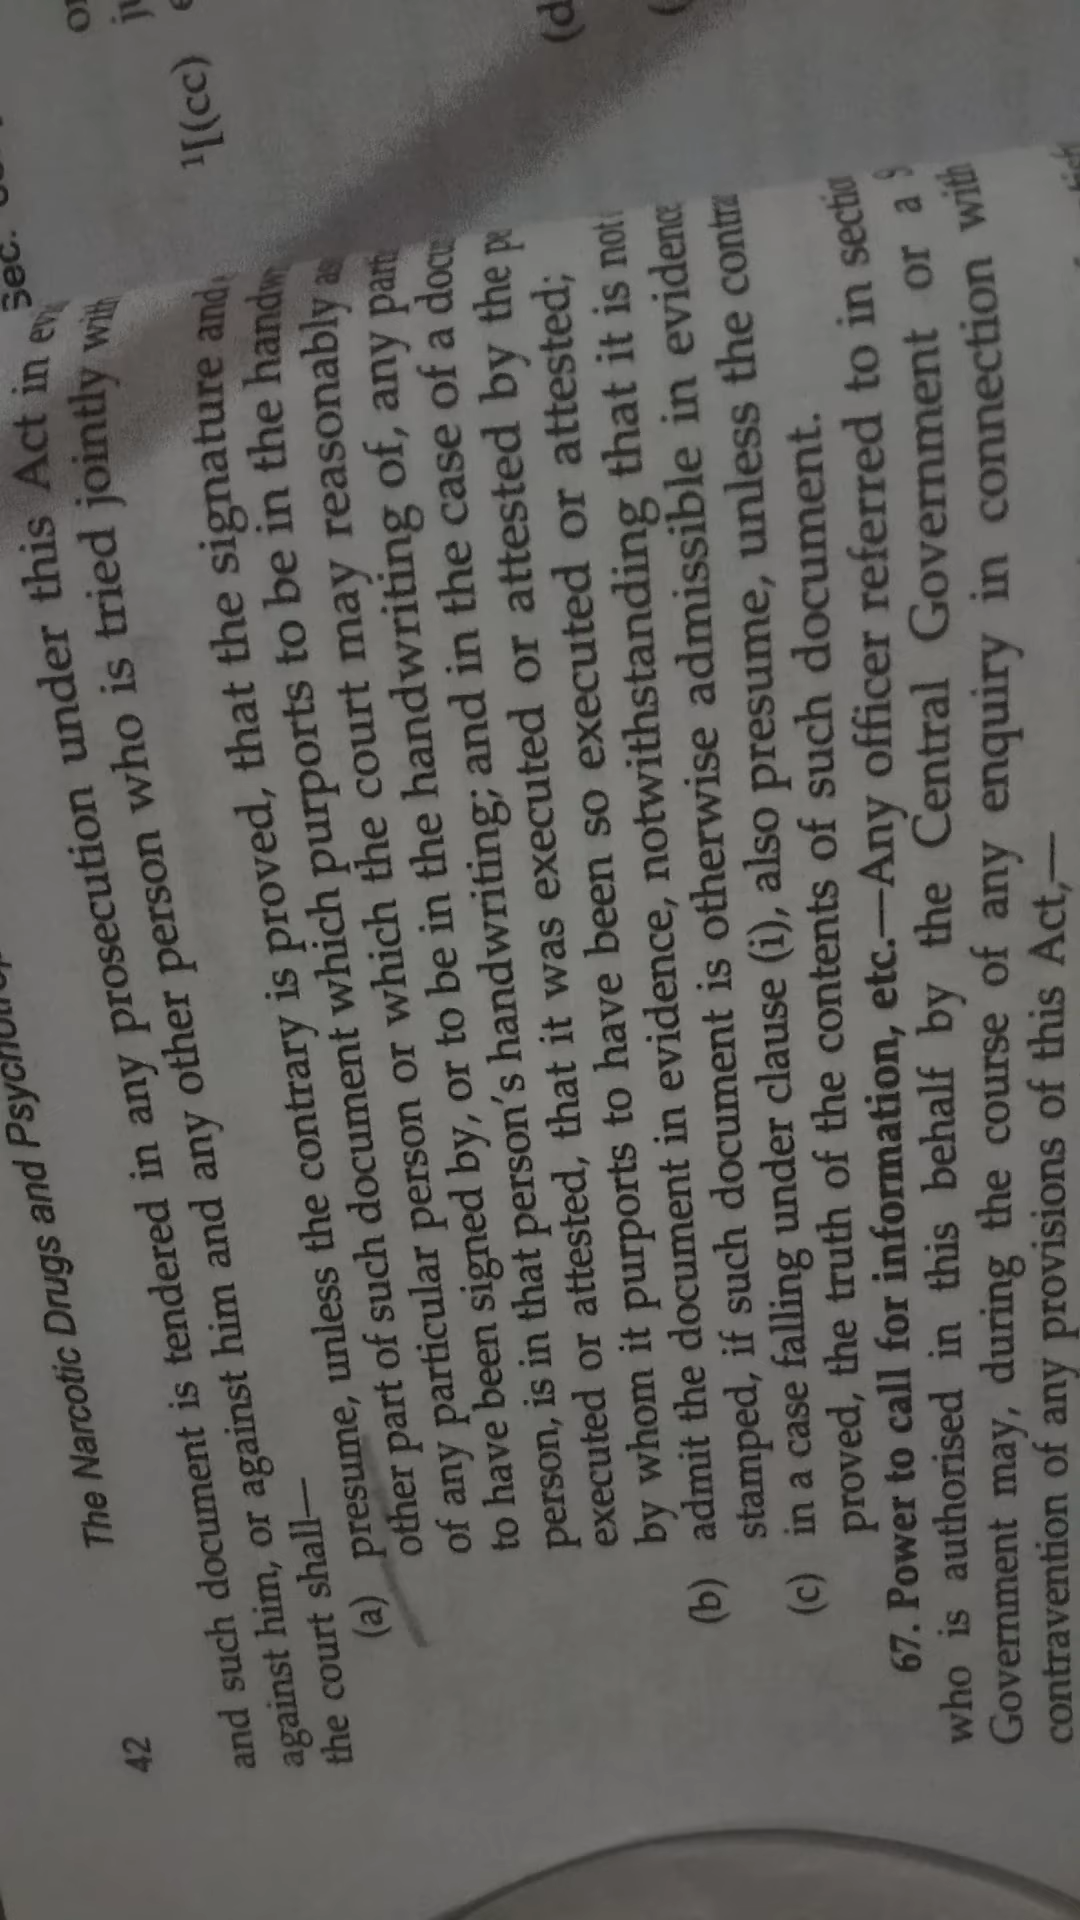 42
The Narcotic Drugs and
and such document is tendered in any prosecution under this Act in
against him, or against him and any other person who is tried jointly with
the court shall—
(a) presume, unless the contrary is proved, that the signature and
other part of such document which purports to be in the
of any particular person or which the court may reasonably
to have been signed by, or to be in the handwriting of, any
person, is in that person's handwriting; and in the case of a
executed or attested, that it was executed or attested by the
by whom it purports to have been so executed or attested;
(b) admit the document in evidence, notwithstanding that it is not
stamped, if such document is otherwise admissible in evidence
(c) in a case falling under clause (i), also presume, unless the
proved, the truth of the contents of such document.
67. Power to call for information, etc.—Any officer referred to in
who is authorised in this behalf by the Central Government or a
Government may, during the course of any enquiry in connection with
contravention of any provisions of this Act,—
Sec.
¹[(cc)
(d